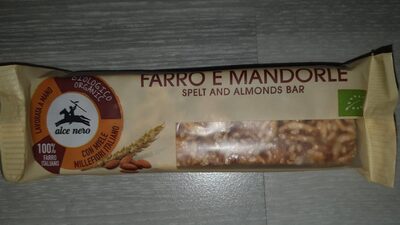 FARRO E MANDORLE
SPELT AND ALMONDS BAR
BIOLOGICO
ORGANIC
LAVORATA A MANO
alce nero
100%
FARRO
ITALIANO
CON MIELE
MILLEFIORI ITALIANO